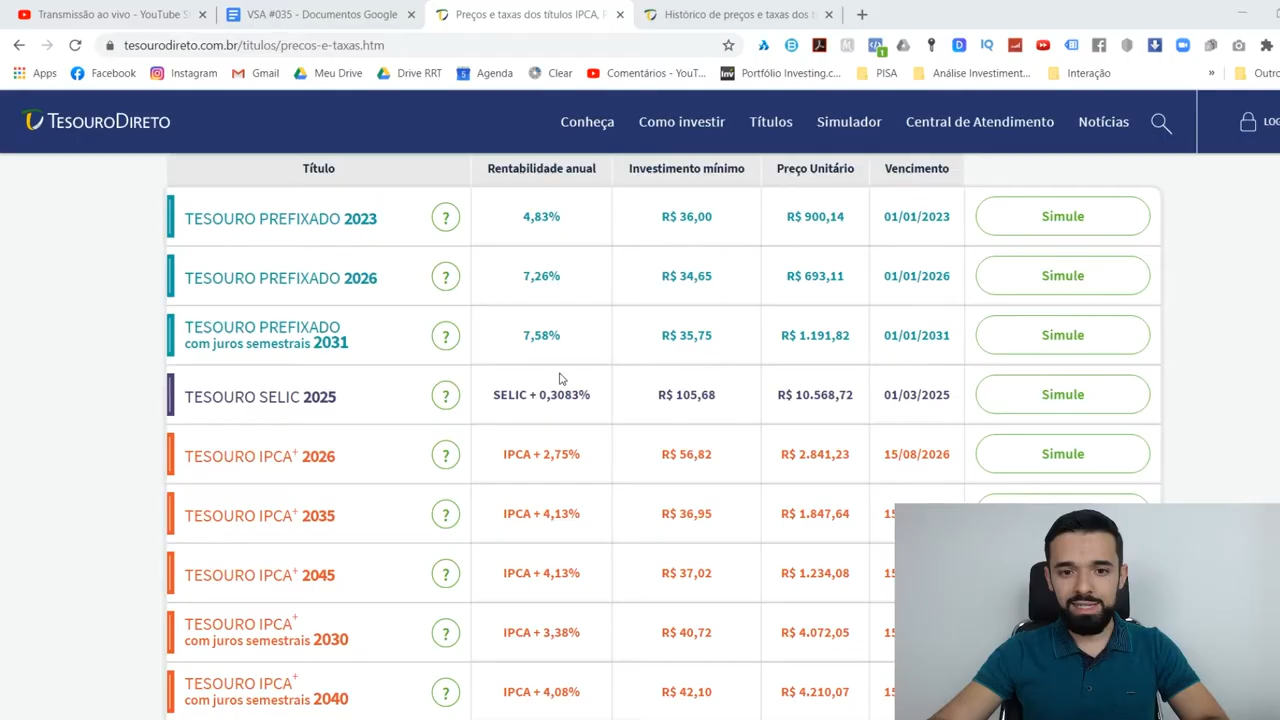 Transmissão ao vivo - YouTube S
VSA #035 - Documentos Google
Preços e taxas dos títulos IPCA, P
Histórico de preços e taxas dos t
tesourodireto.com.br/titulos/precos-e-taxas.htm
Apps
Facebook
Instagram
Gmail
Meu Drive
Drive RRT
Agenda
Clear
Comentários - YouT...
Portfólio Investing.c...
PISA
Análise Investiment...
Interação
»
Outro
TESOURODIRETO
Conheça
Como investir
Títulos
Simulador
Central de Atendimento
Notícias
LOG
Título
Rentabilidade anual
Investimento mínimo
Preço Unitário
Vencimento
TESOURO PREFIXADO 2023
?
4,83%
R$ 36,00
R$ 900,14
01/01/2023
Simule
TESOURO PREFIXADO 2026
?
7,26%
R$ 34,65
R$ 693,11
01/01/2026
Simule
TESOURO PREFIXADO
com juros semestrais 2031
?
7,58%
R$ 35,75
R$ 1.191,82
01/01/2031
Simule
TESOURO SELIC 2025
?
SELIC + 0,3083%
R$ 105,68
R$ 10.568,72
01/03/2025
Simule
TESOURO IPCA+ 2026
?
IPCA + 2,75%
R$ 56,82
R$ 2.841,23
15/08/2026
Simule
TESOURO IPCA+ 2035
?
IPCA + 4,13%
R$ 36,95
R$ 1.847,64
15
TESOURO IPCA+ 2045
?
IPCA + 4,13%
R$ 37,02
R$ 1.234,08
15
TESOURO IPCA+
com juros semestrais 2030
?
IPCA + 3,38%
R$ 40,72
R$ 4.072,05
15
TESOURO IPCA+
com juros semestrais 2040
?
IPCA + 4,08%
R$ 42,10
R$ 4.210,07
15